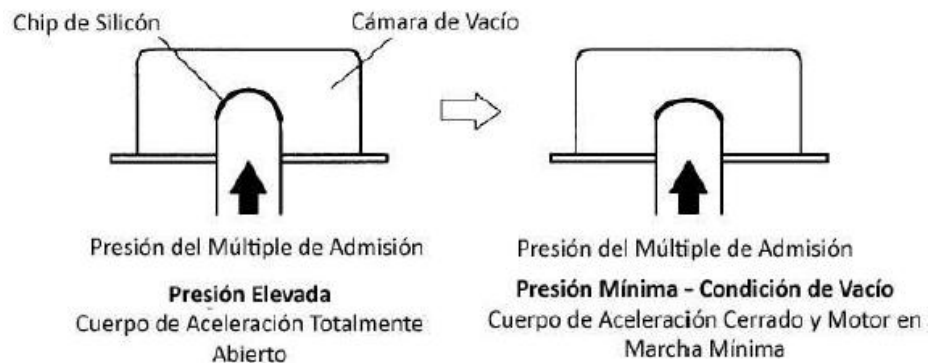 Chip de Silicón
Cámara de Vacío
Presión del Múltiple de Admisión
Presión Elevada
Cuerpo de Aceleración Totalmente
Abierto
Presión del Múltiple de Admisión
Presión Mínima - Condición de Vacío
Cuerpo de Aceleración Cerrado y Motor en
Marcha Mínima